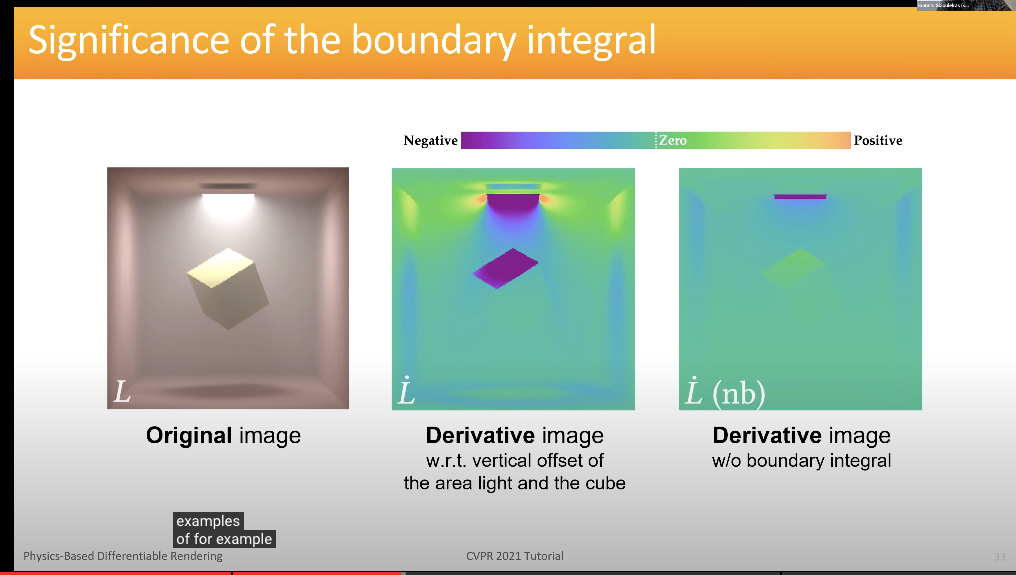 Significance of the boundary integral
Negative
Zero
Positive
L
L̇
L̇ (nb)
Original image
Derivative image
w.r.t. vertical offset of
the area light and the cube
Derivative image
w/o boundary integral
examples
of for example
Physics-Based Differentiable Rendering
CVPR 2021 Tutorial
33